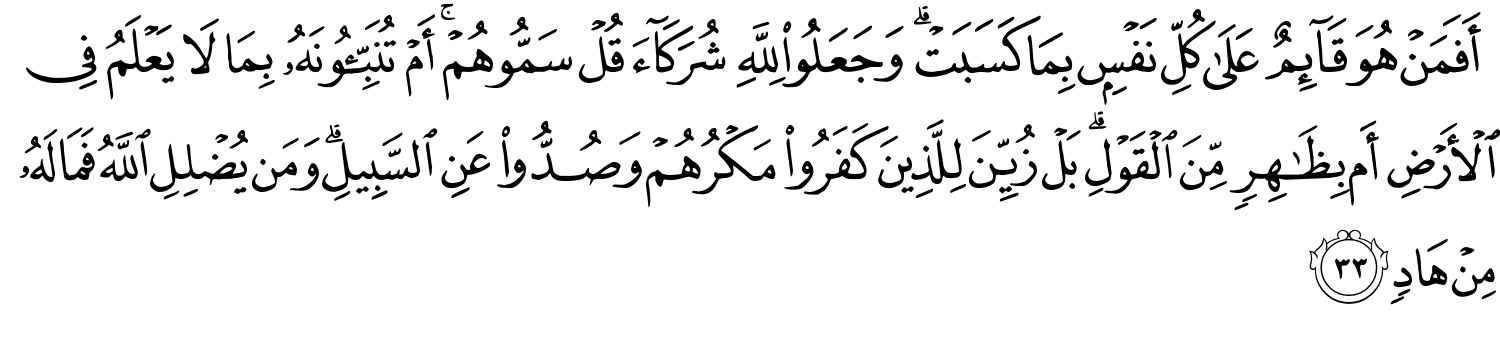 أَفَمَنْ هُوَ قَآئِمٌ عَلَىٰ كُلِّ نَفْسٍۭ بِمَا كَسَبَتْ ۗ وَجَعَلُوا۟ لِلَّهِ شُرَكَآءَ قُلْ سَمُّوهُمْ ۚ أَمْ تُنَبِّـُٔونَهُۥ بِمَا لَا يَعْلَمُ فِى
ٱلْأَرْضِ أَم بِظَـٰهِرٍ مِّنَ ٱلْقَوْلِ ۗ بَلْ زُيِّنَ لِلَّذِينَ كَفَرُوا۟ مَكْرُهُمْ وَصُدُّوا۟ عَنِ ٱلسَّبِيلِ ۗ وَمَن يُضْلِلِ ٱللَّهُ فَمَا لَهُۥ
مِنْ هَادٍ ٣٣